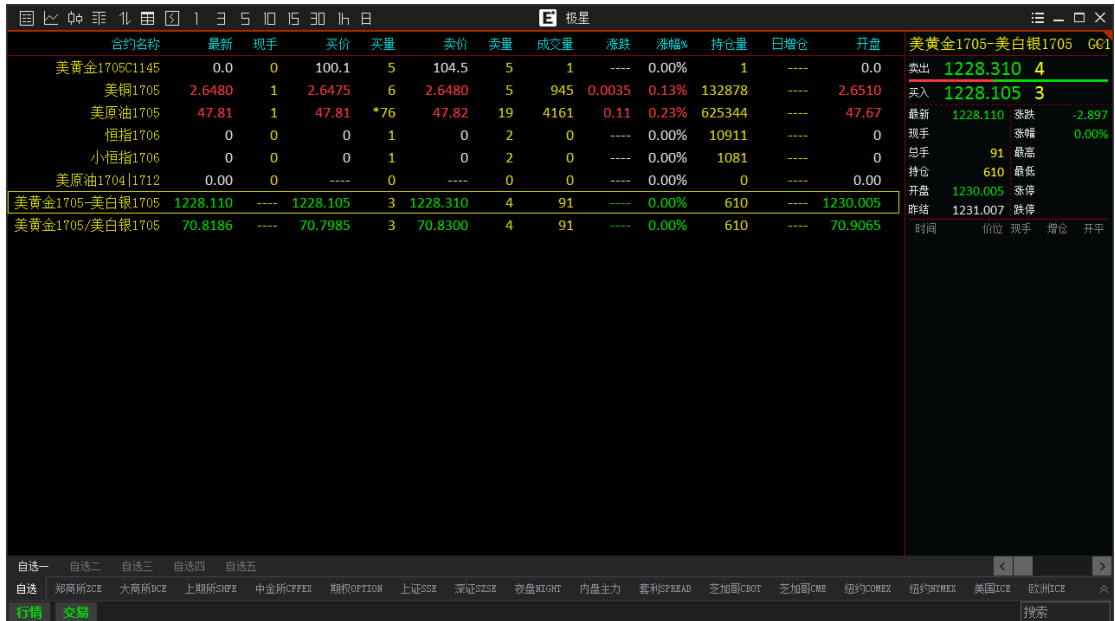 1 3 5 10 15 30 1h 日 E 极星
合约名称 最新 现手 买价 买量 卖价 卖量 成交量 涨跌 涨幅% 持仓量 日增仓 开盘
美黄金1705C1145 0.0 0 100.1 5 104.5 5 1 ---- 0.00% 1 ---- 0.0
美铜1705 2.6480 1 2.6475 6 2.6480 5 945 0.0035 0.13% 132878 ---- 2.6510
美原油1705 47.81 1 47.81 *76 47.82 19 4161 0.11 0.23% 625344 ---- 47.67
恒指1706 0 0 0 1 0 2 0 ---- 0.00% 10911 ---- 0
小恒指1706 0 0 0 1 0 2 0 ---- 0.00% 1081 ---- 0
美原油1704|1712 0.00 0 ---- 0 ---- 0 0 ---- 0.00% 0 ---- 0.00
美黄金1705-美白银1705 1228.110 ---- 1228.105 3 1228.310 4 91 ---- 0.00% 610 ---- 1230.005
美黄金1705/美白银1705 70.8186 ---- 70.7985 3 70.8300 4 91 ---- 0.00% 610 ---- 70.9065
美黄金1705-美白银1705
卖出 1228.310 4
买入 1228.105 3
最新 1228.110 涨跌 -2.897
现手 涨幅 0.00%
总手 91 最高
持仓 610 最低
开盘 1230.005 涨停
昨结 1231.007 跌停
时间 价位 现手 增仓 开平
自选一 自选二 自选三 自选四 自选五
自选 郑商所ZCE 大商所DCE 上期所SHFE 中金所CFFEX 期权OPTION 上证SSE 深证SZSE 夜盘NIGHT 内盘主力 套利SPREAD 芝加哥CBOT 芝加哥CME 纽约COMEX 纽约NYMEX 美国ICE 欧洲ICE
行情 交易 搜索